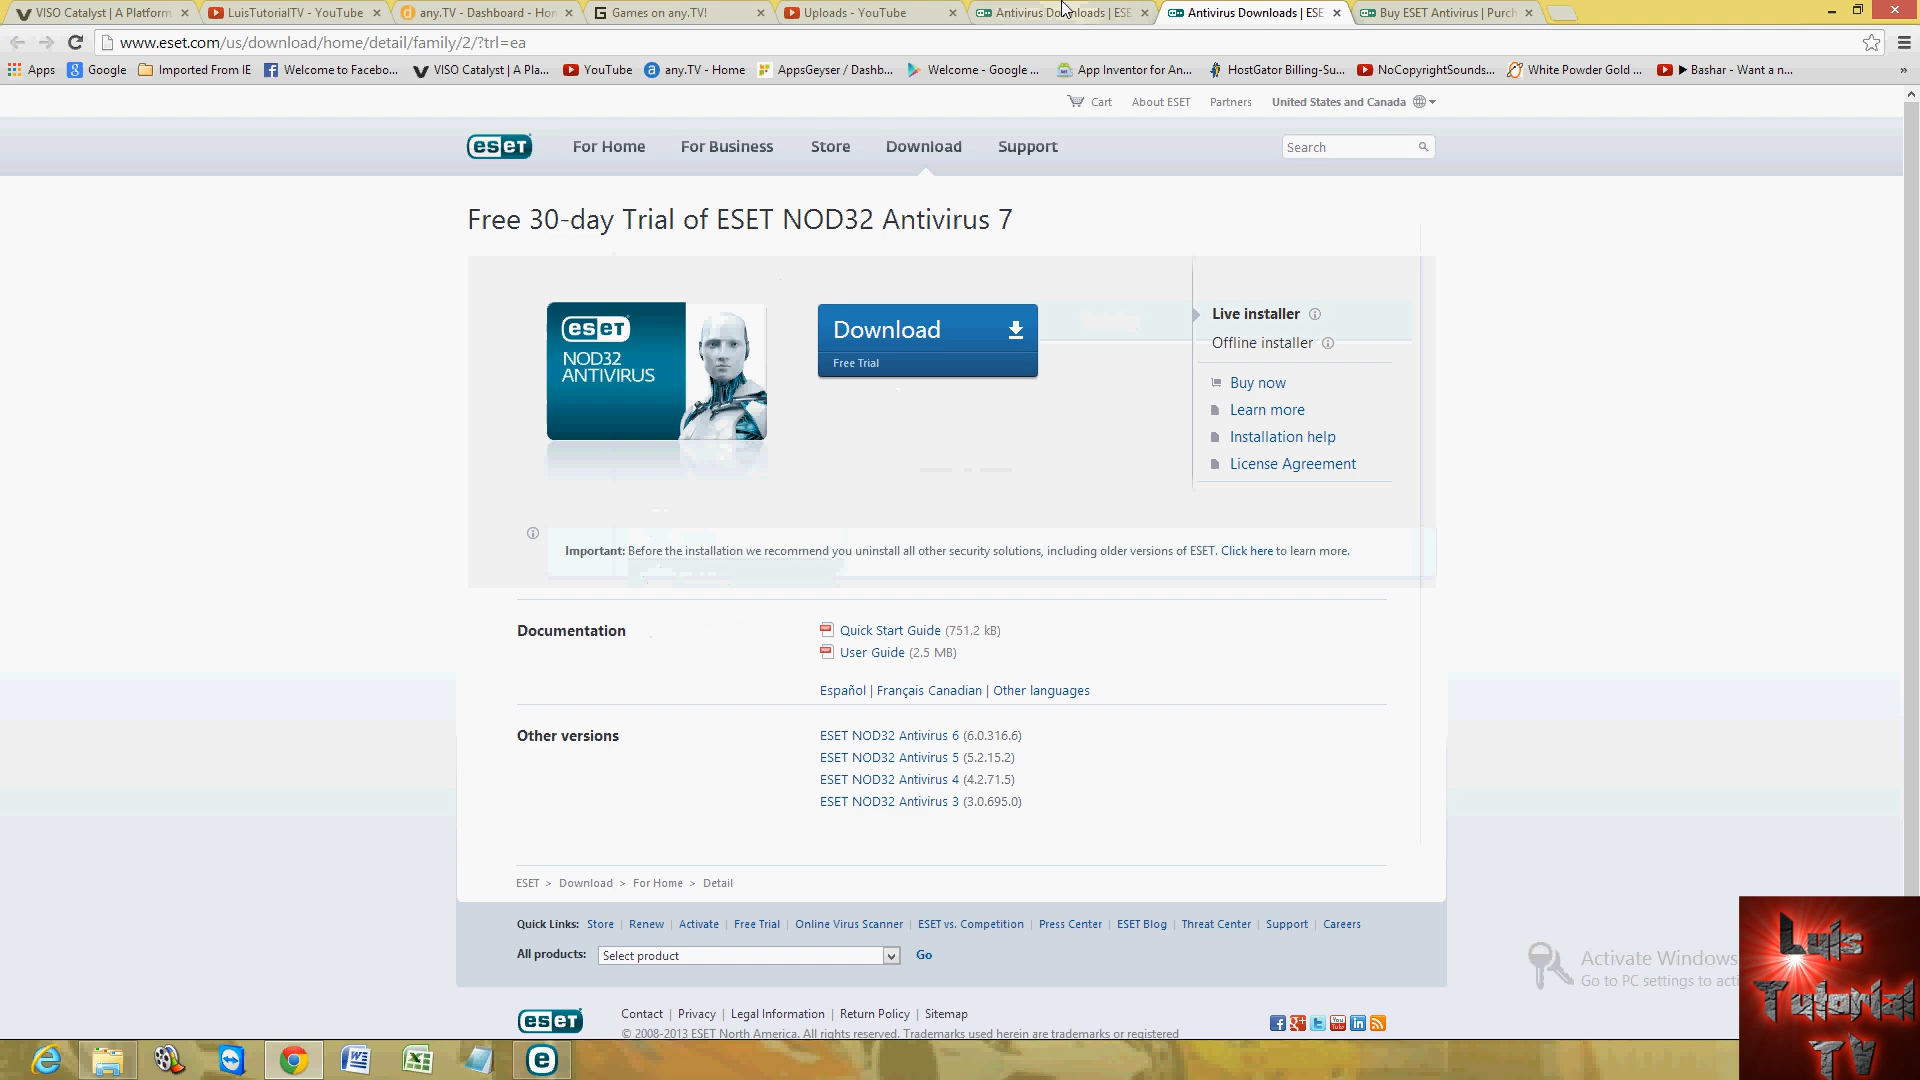 VISO Catalyst | A Platform
LuisTutorialTV - YouTube
any.TV - Dashboard - Hon
Games on any.TV!
Uploads - YouTube
Antivirus Downloads | ESE
Antivirus Downloads | ESE
Buy ESET Antivirus | Purch
www.eset.com/us/download/home/detail/family/2/?trl=ea
Apps
Google
Imported From IE
Welcome to Facebo...
VISO Catalyst | A Pla...
YouTube
any.TV - Home
AppsGeyser / Dashb...
Welcome - Google ...
App Inventor for An...
HostGator Billing-Su...
NoCopyrightSounds...
White Powder Gold ...
▶ Bashar - Want a n...
»
Cart
About ESET
Partners
United States and Canada
eseT
For Home
For Business
Store
Download
Support
Search
Free 30-day Trial of ESET NOD32 Antivirus 7
eseT
NOD32
ANTIVIRUS
Download
Free Trial
Live installer
Offline installer
Buy now
Learn more
Installation help
License Agreement
Important: Before the installation we recommend you uninstall all other security solutions, including older versions of ESET. Click here to learn more.
Documentation
Quick Start Guide (751.2 kB)
User Guide (2.5 MB)
Español | Français Canadian | Other languages
Other versions
ESET NOD32 Antivirus 6 (6.0.316.6)
ESET NOD32 Antivirus 5 (5.2.15.2)
ESET NOD32 Antivirus 4 (4.2.71.5)
ESET NOD32 Antivirus 3 (3.0.695.0)
ESET > Download > For Home > Detail
Quick Links: Store | Renew | Activate | Free Trial | Online Virus Scanner | ESET vs. Competition | Press Center | ESET Blog | Threat Center | Support | Careers
All products: Select product Go
Activate Windows
Go to PC settings to acti
eseT
Contact | Privacy | Legal Information | Return Policy | Sitemap
© 2008-2013 ESET North America. All rights reserved. Trademarks used herein are trademarks or registered
Luis
Tutorial
TV